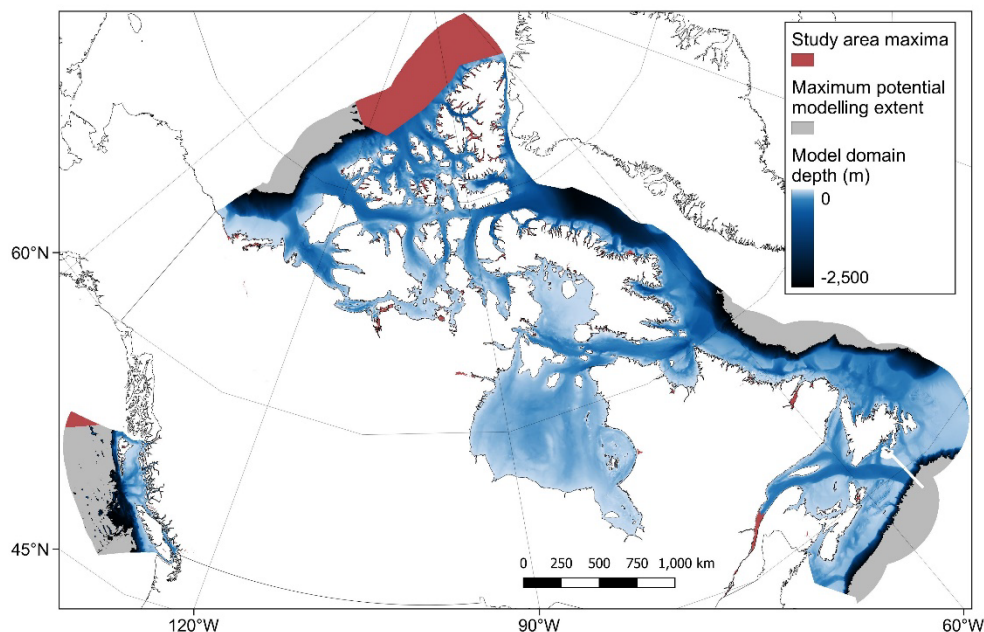 Study area maxima
Maximum potential
modelling extent
Model domain
depth (m)
0
-2,500
60°N
45°N
0 250 500 750 1,000 km
120°W
90°W
60°W